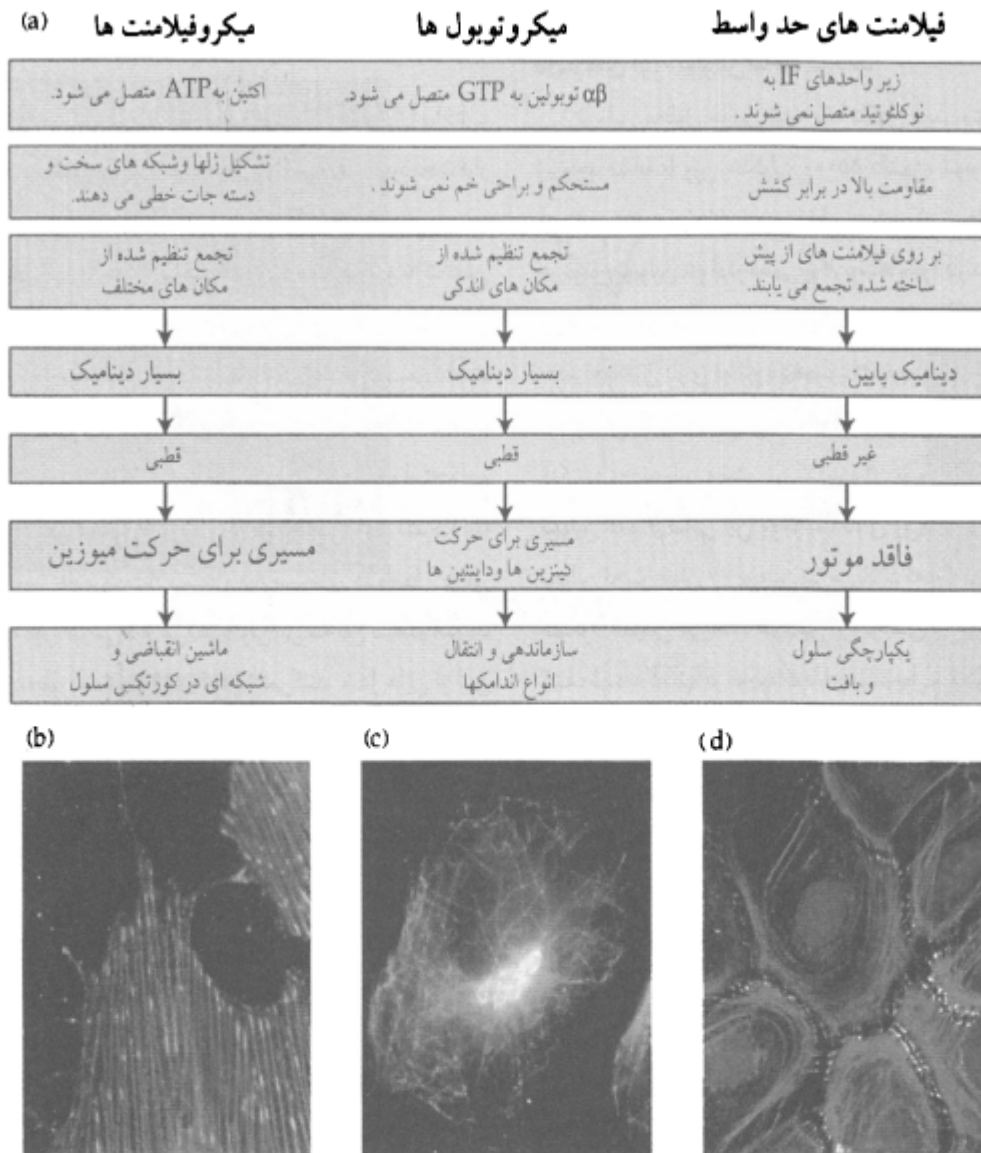 (a)
فیلامنت های حد واسط
میکروتوبول ها
میکروفیلامنت ها
زیر واحدهای IF به
نوکلئوتید متصل نمی شوند .
αβ توبولین به GTP متصل می شود.
اکتین به ATP متصل می شود.
مقاومت بالا در برابر کشش
مستحکم و براحتی خم نمی شوند .
تشکیل ژلها وشبکه های سخت و
دسته جات خطی می دهند.
بر روی فیلامنت های از پیش
ساخته شده تجمع می یابند.
تجمع تنظیم شده از
مکان های اندکی
تجمع تنظیم شده از
مکان های مختلف
دینامیک پایین
بسیار دینامیک
بسیار دینامیک
غیر قطبی
قطبی
قطبی
فاقد موتور
مسیری برای حرکت
کینزین ها وداینئین ها
مسیری برای حرکت میوزین
یکپارچگی سلول
و بافت
سازماندهی و انتقال
انواع اندامکها
ماشین انقباضی و
شبکه ای در کورتکس سلول
(b)
(c)
(d)